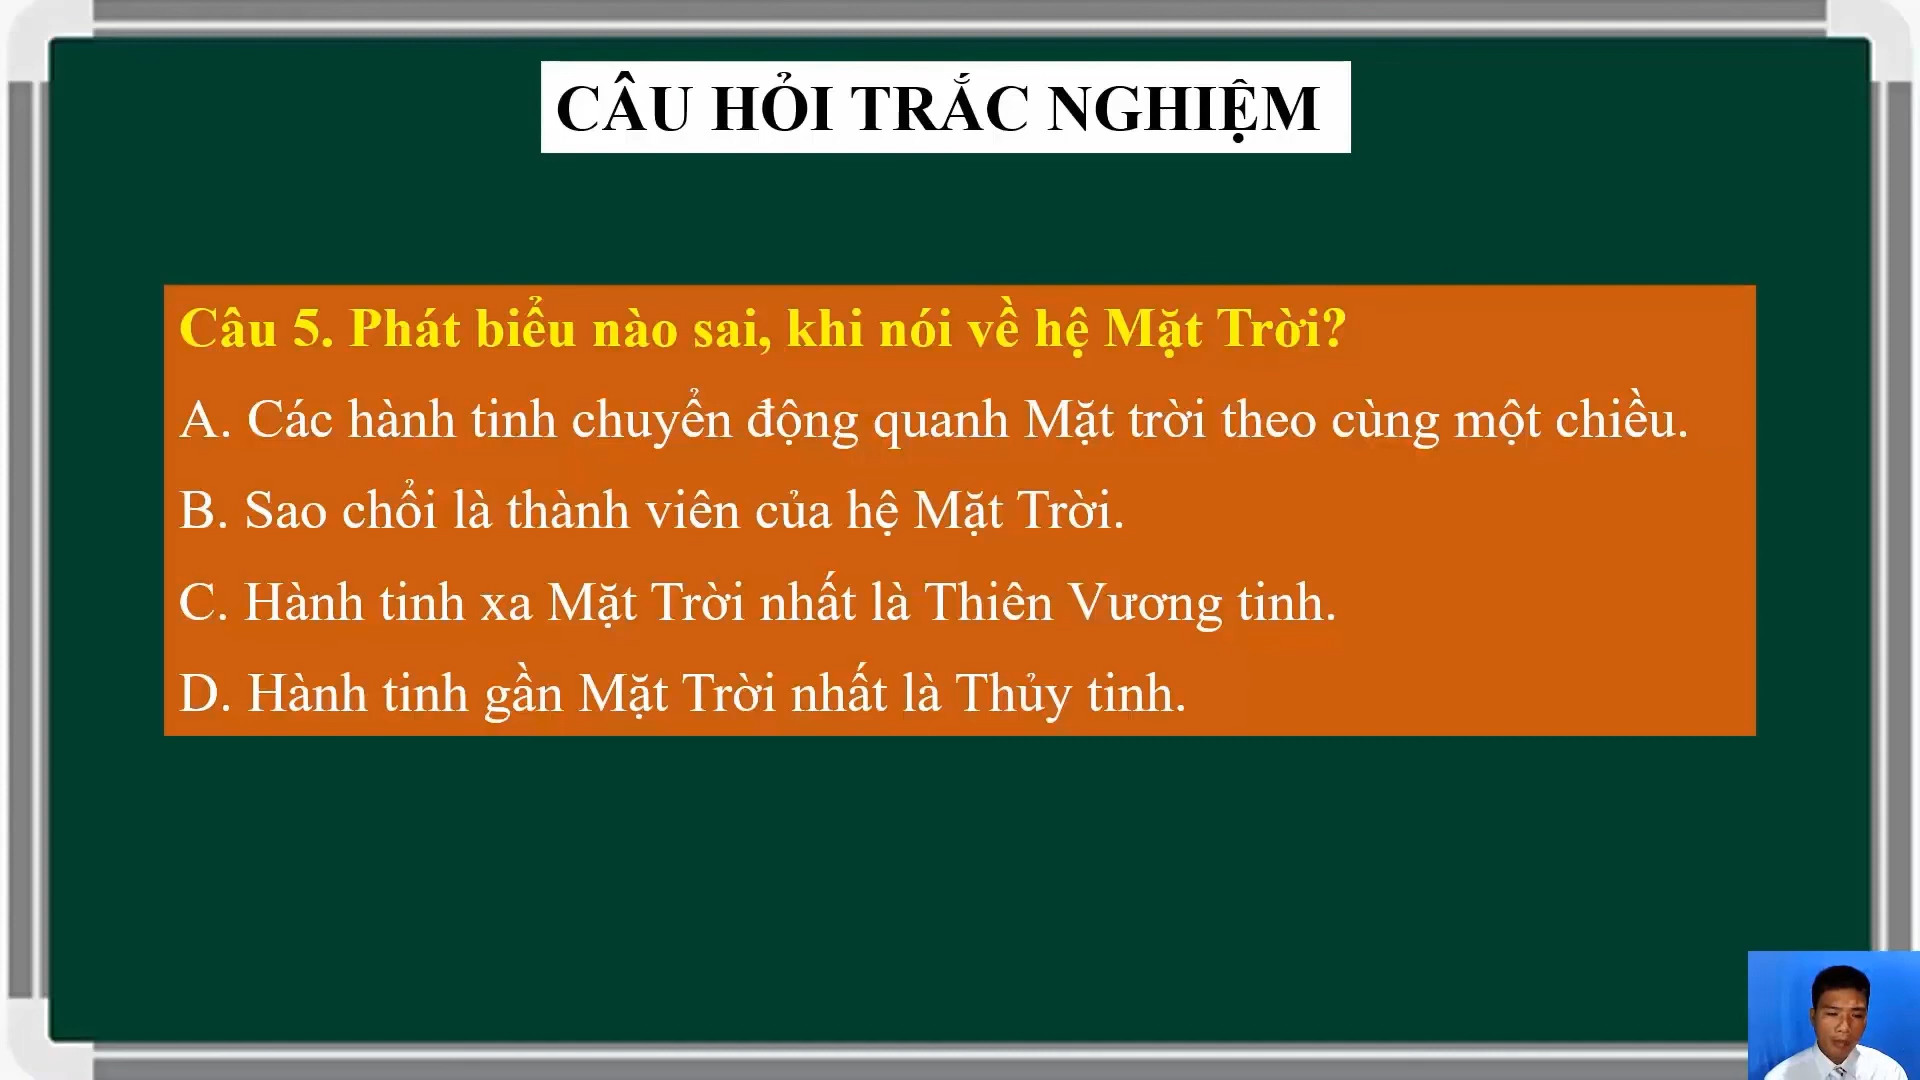 CÂU HỎI TRẮC NGHIỆM
Câu 5. Phát biểu nào sai, khi nói về hệ Mặt Trời?
A. Các hành tinh chuyển động quanh Mặt trời theo cùng một chiều.
B. Sao chổi là thành viên của hệ Mặt Trời.
C. Hành tinh xa Mặt Trời nhất là Thiên Vương tinh.
D. Hành tinh gần Mặt Trời nhất là Thủy tinh.